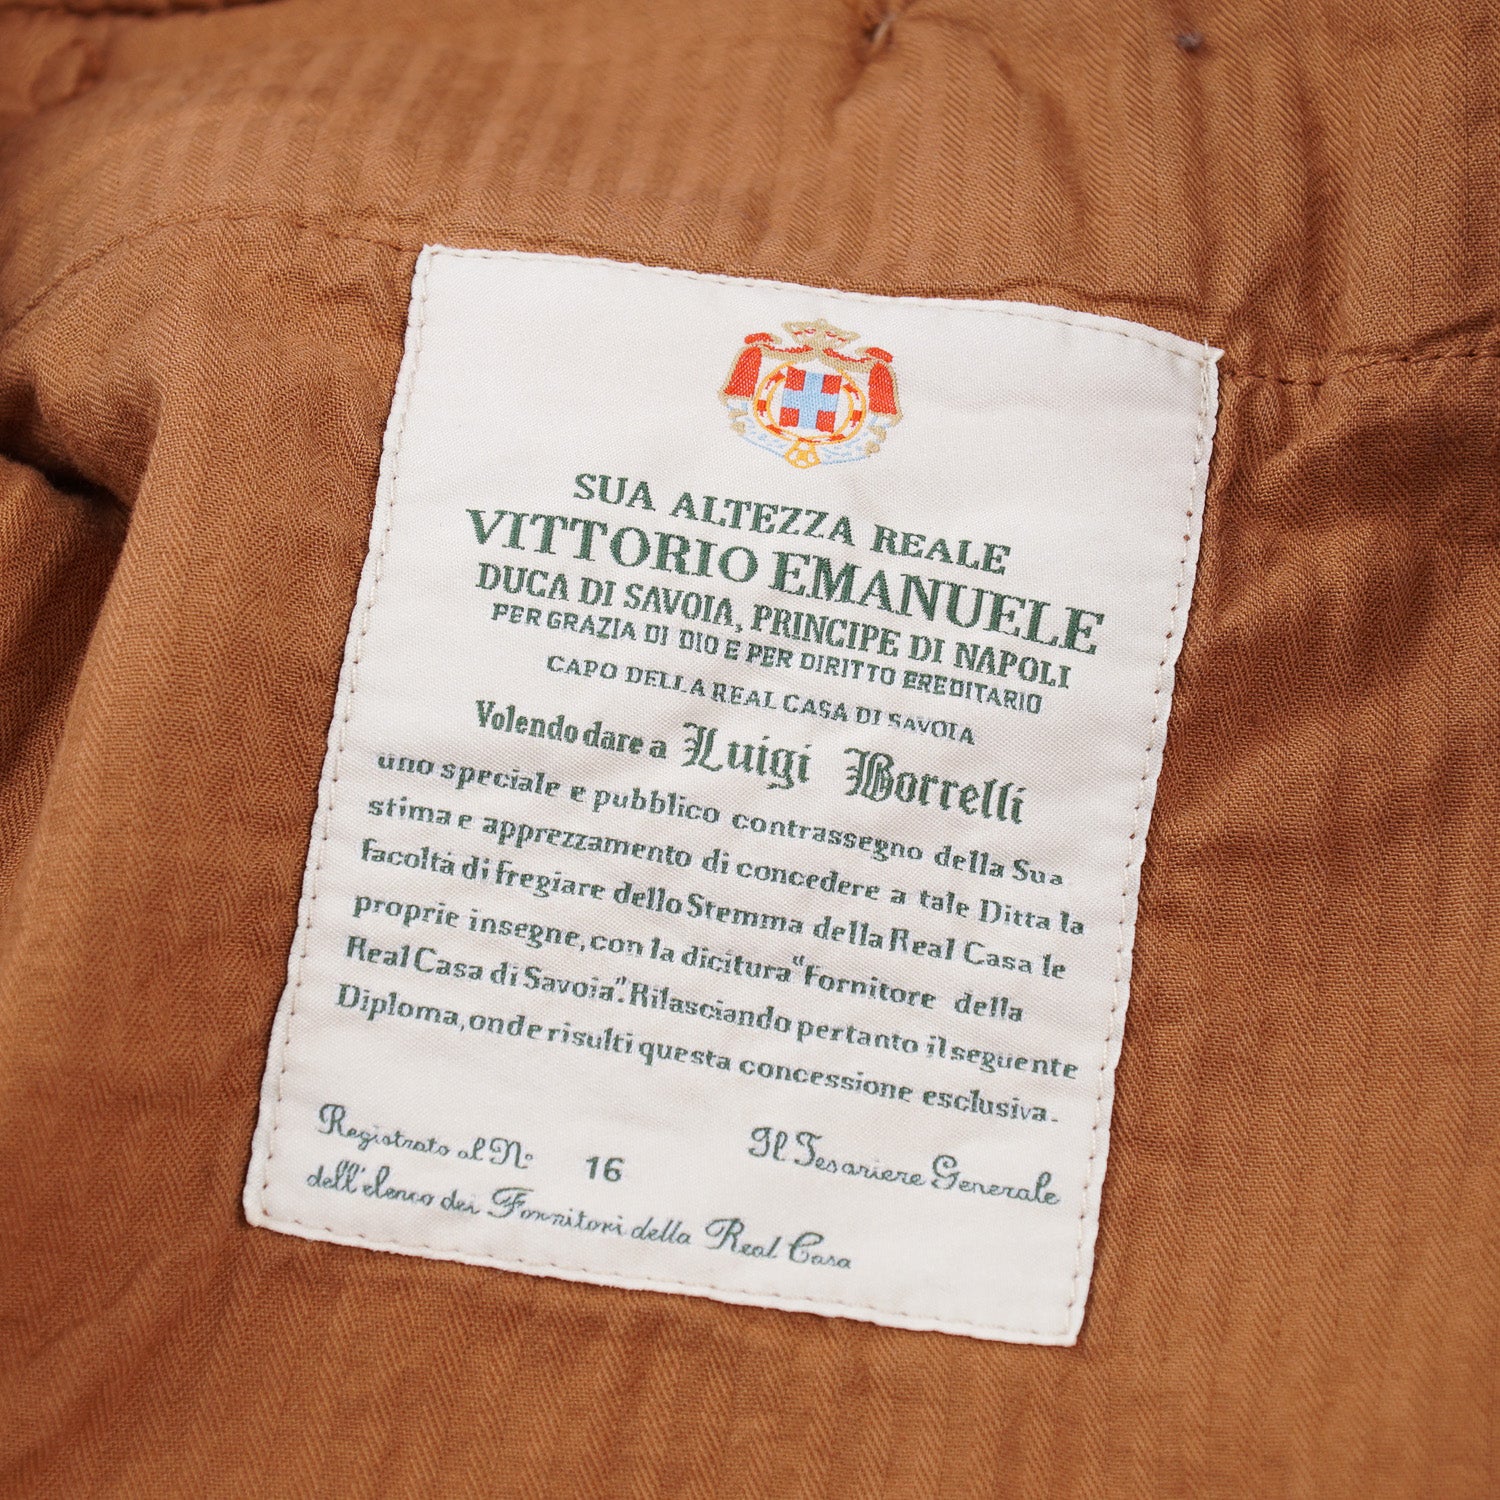 SUA ALTEZZA REALE
VITTORIO EMANUELE
DUCA DI SAVOIA, PRINCIPE DI NAPOLI
PER GRAZIA DI DIO E PER DIRITTO EREDITARIO
CAPO DELLA REAL CASA DI SAVOIA
Volendo dare a Luigi Borrelli
uno speciale e pubblico contrassegno della Sua
stima e apprezzamento di concedere a tale Ditta la
facoltà di fregiare dello Stemma della Real Casa le
proprie insegne, con la dicitura "Fornitore della
Real Casa di Savoia". Rilasciando pertanto il seguente
Diploma, onde risulti questa concessione esclusiva.
Registrato al N° 16 Il Tesariere Generale
dell'elenco dei Fornitori della Real Casa